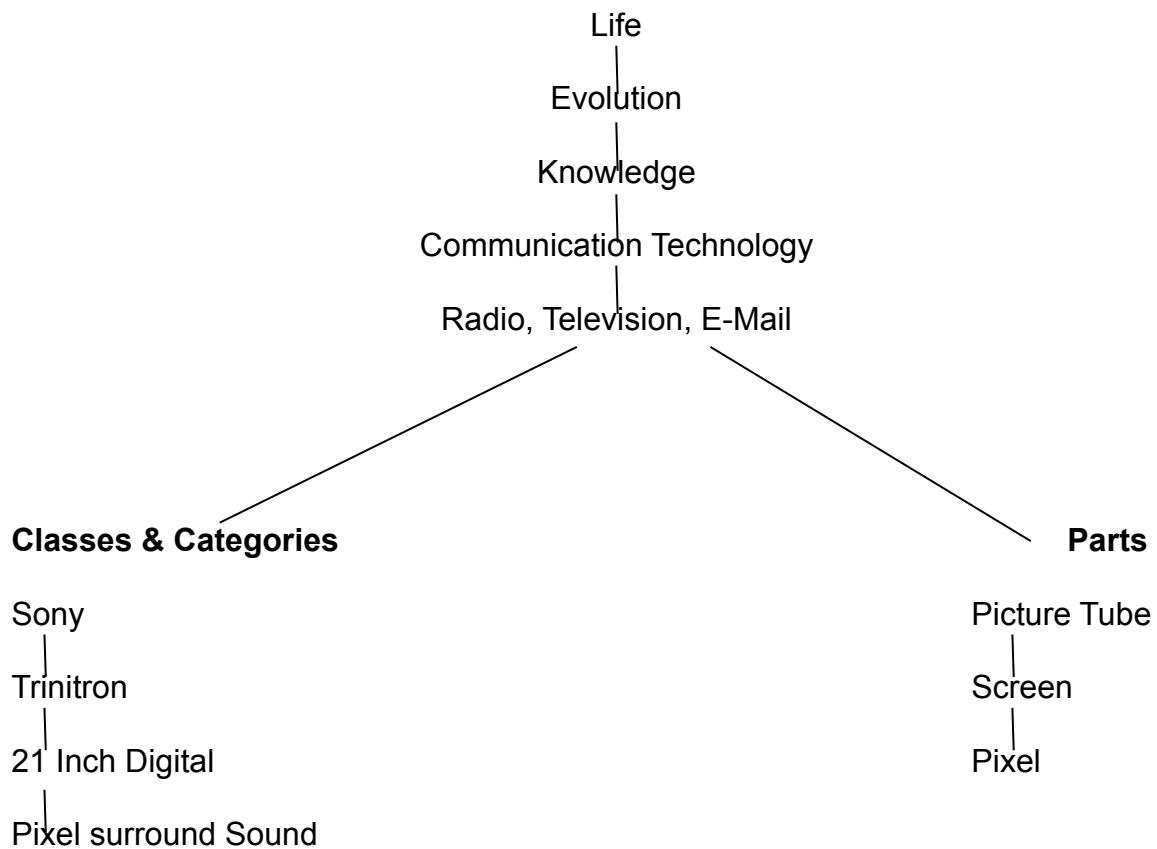 Life
Evolution
Knowledge
Communication Technology
Radio, Television, E-Mail
Classes & Categories
Parts
Sony
Picture Tube
Trinitron
Screen
21 Inch Digital
Pixel
Pixel surround Sound